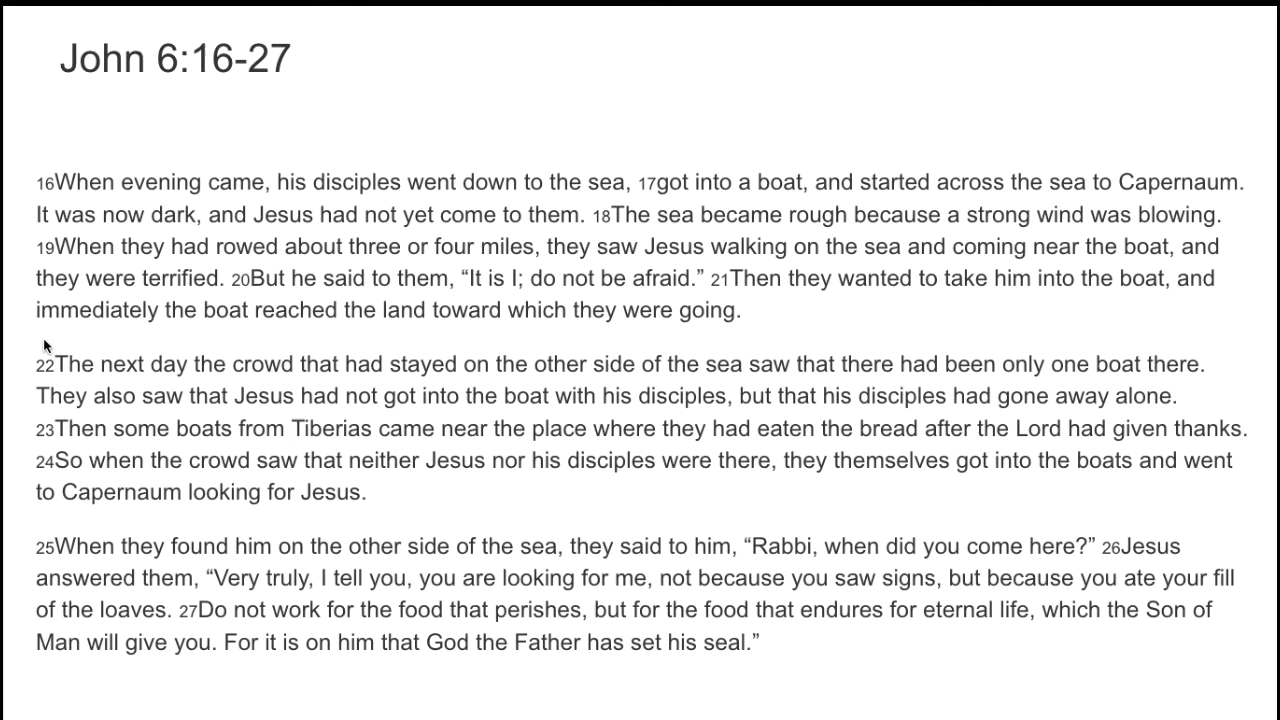 John 6:16-27
16When evening came, his disciples went down to the sea, 17got into a boat, and started across the sea to Capernaum.
It was now dark, and Jesus had not yet come to them. 18The sea became rough because a strong wind was blowing.
19When they had rowed about three or four miles, they saw Jesus walking on the sea and coming near the boat, and
they were terrified. 20But he said to them, “It is I; do not be afraid.” 21Then they wanted to take him into the boat, and
immediately the boat reached the land toward which they were going.
22The next day the crowd that had stayed on the other side of the sea saw that there had been only one boat there.
They also saw that Jesus had not got into the boat with his disciples, but that his disciples had gone away alone.
23Then some boats from Tiberias came near the place where they had eaten the bread after the Lord had given thanks.
24So when the crowd saw that neither Jesus nor his disciples were there, they themselves got into the boats and went
to Capernaum looking for Jesus.
25When they found him on the other side of the sea, they said to him, “Rabbi, when did you come here?” 26Jesus
answered them, “Very truly, I tell you, you are looking for me, not because you saw signs, but because you ate your fill
of the loaves. 27Do not work for the food that perishes, but for the food that endures for eternal life, which the Son of
Man will give you. For it is on him that God the Father has set his seal.”